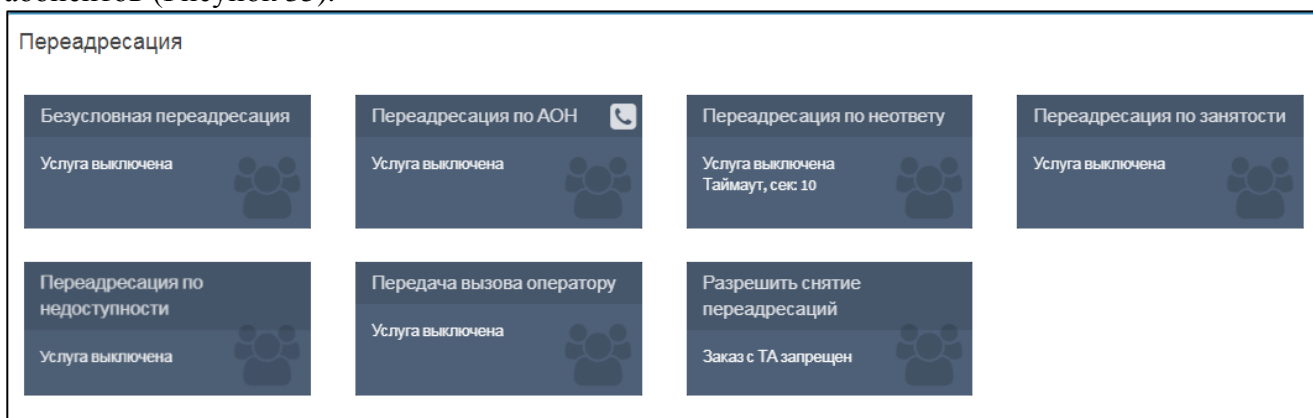 абонентов (Рисунок 35).
Переадресация
Безусловная переадресация
Услуга выключена
Переадресация по АОН
Услуга выключена
Переадресация по неответу
Услуга выключена
Таймаут, сек: 10
Переадресация по занятости
Услуга выключена
Переадресация по
недоступности
Услуга выключена
Передача вызова оператору
Услуга выключена
Разрешить снятие
переадресаций
Заказ с ТА запрещен